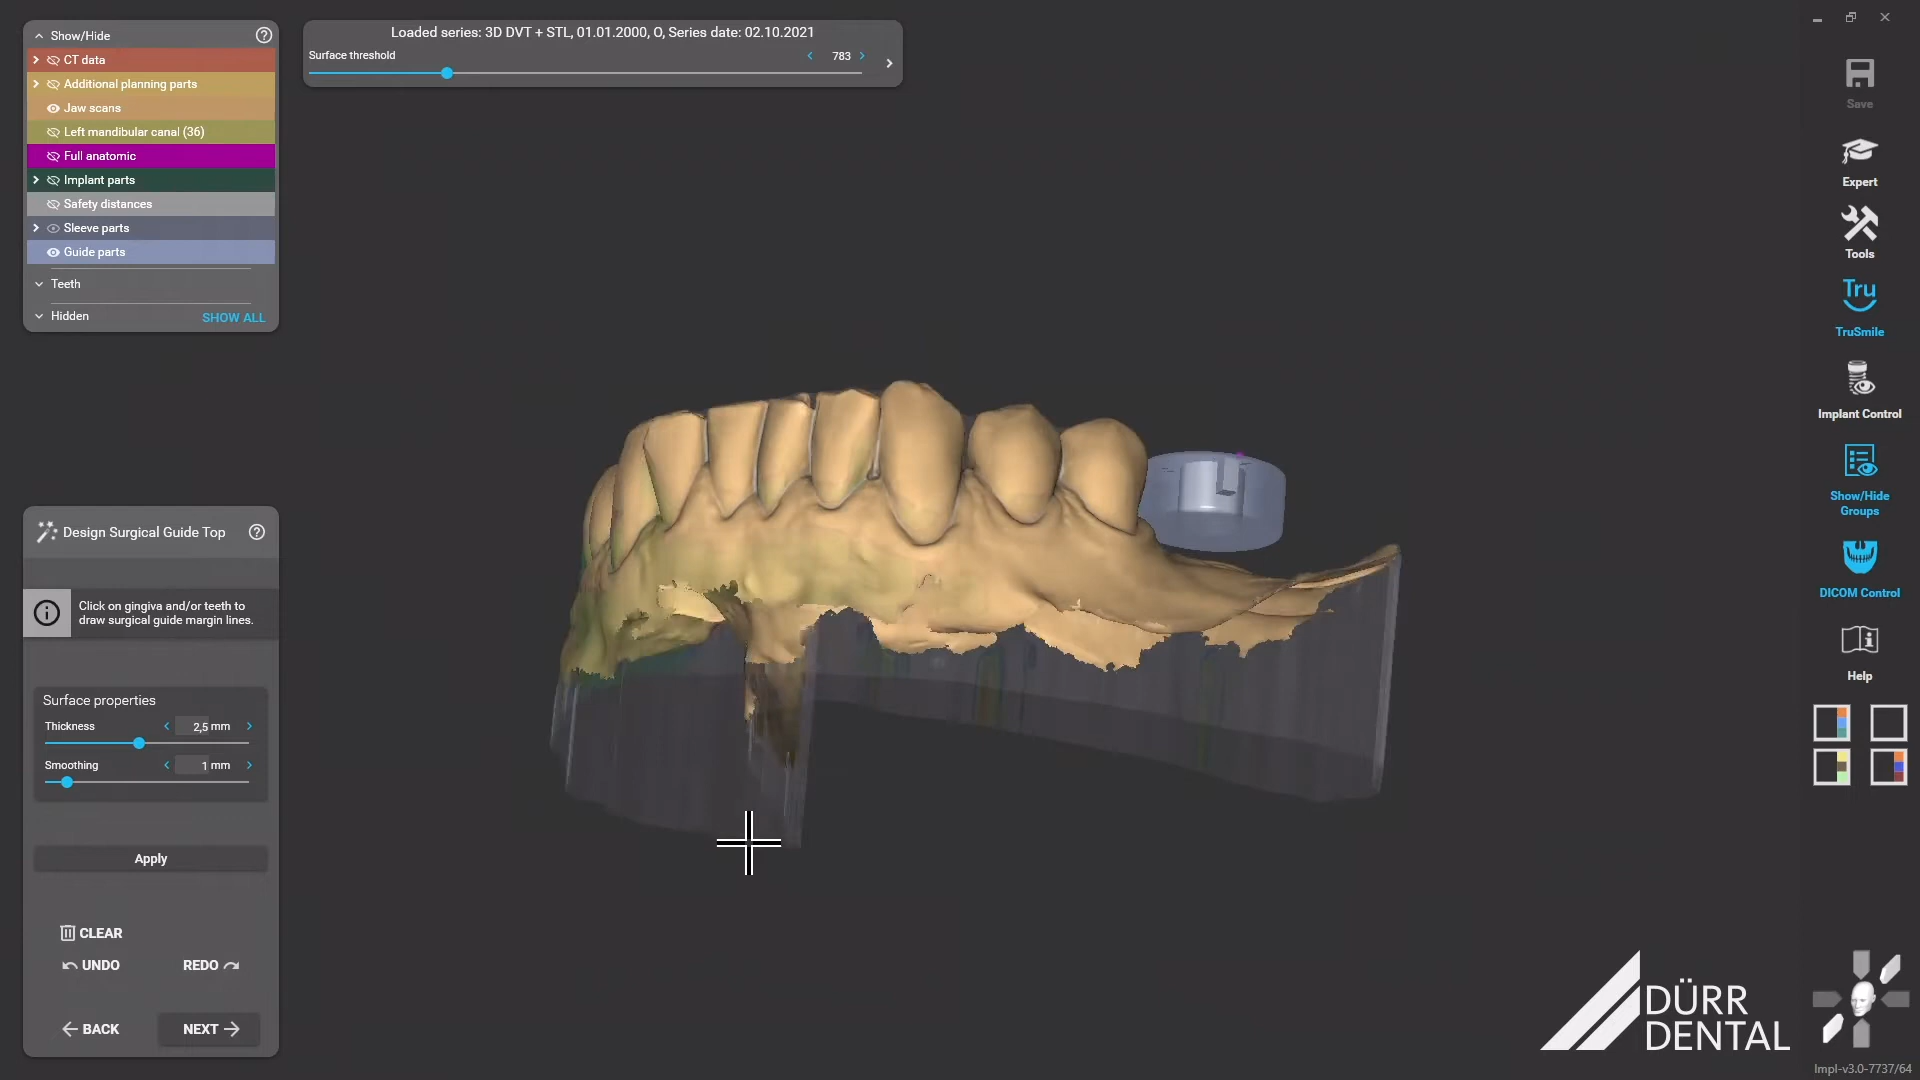 Show/Hide
CT data
Additional planning parts
Jaw scans
Left mandibular canal (36)
Full anatomic
Implant parts
Safety distances
Sleeve parts
Guide parts
Teeth
Hidden
SHOW ALL
Loaded series: 3D DVT + STL, 01.01.2000, O, Series date: 02.10.2021
Surface threshold
783
Design Surgical Guide Top
Click on gingiva and/or teeth to
draw surgical guide margin lines.
Surface properties
Thickness
2,5 mm
Smoothing
1 mm
Apply
CLEAR
UNDO
REDO
BACK
NEXT
Save
Expert
Tools
Tru
TruSmile
Implant Control
Show/Hide
Groups
DICOM Control
Help
DÜRR
DENTAL
Impl-v3.0-7737/64